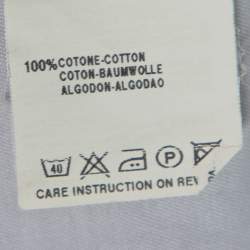 100%COTONE-COTTON
COTON-BAUMWOLLE
ALGODON-ALGODAO
40
P
CARE INSTRUCTION ON REV